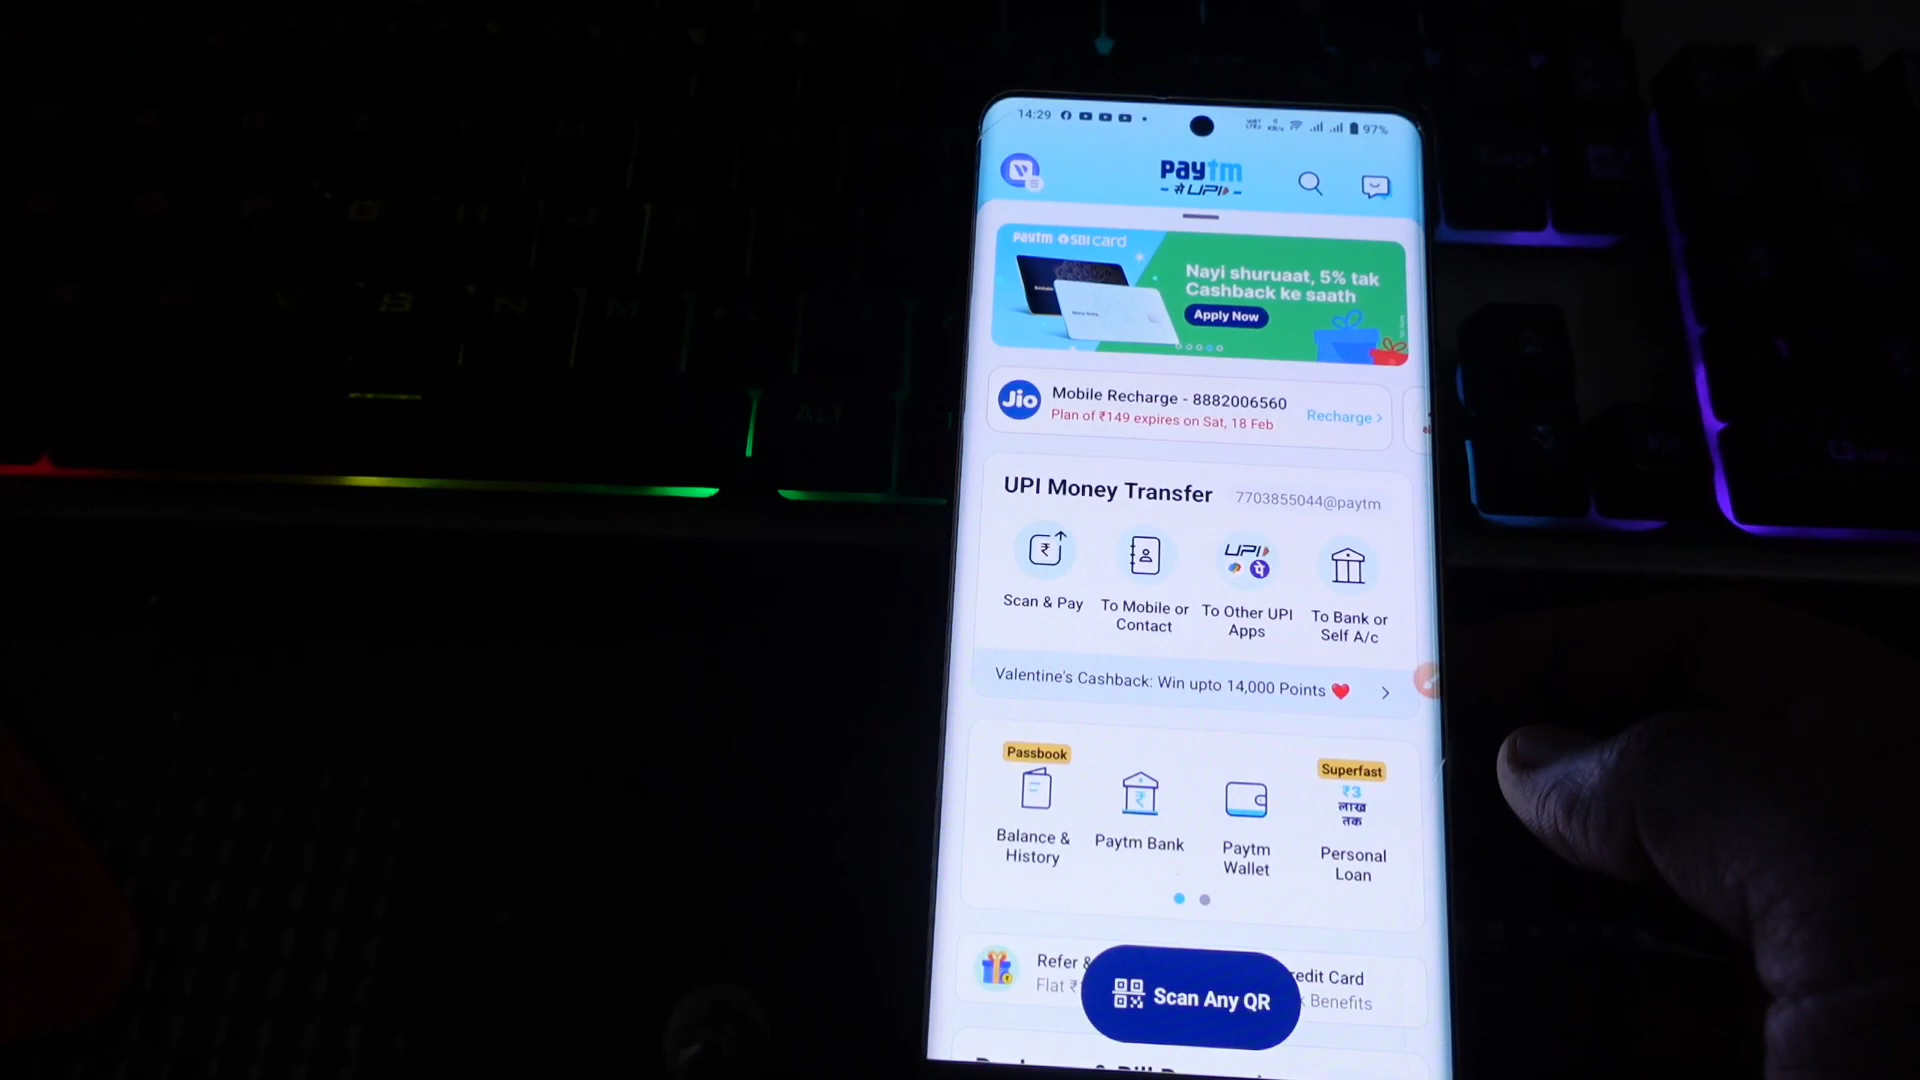 14:29
97%
paytm
से UPI
paytm SBI card
Nayi shuruaat, 5% tak
Cashback ke saath
Apply Now
Jio
Mobile Recharge - 8882006560
Plan of ₹149 expires on Sat, 18 Feb
Recharge >
UPI Money Transfer
7703855044@paytm
UPI
पे
Scan & Pay
To Mobile or
Contact
To Other UPI
Apps
To Bank or
Self A/c
Valentine's Cashback: Win upto 14,000 Points ❤️ >
Passbook
Superfast
₹3
लाख
तक
Balance &
History
Paytm Bank
Paytm
Wallet
Personal
Loan
Refer &
Flat
redit Card
Benefits
Scan Any QR
G H J K
V B N M
ALT